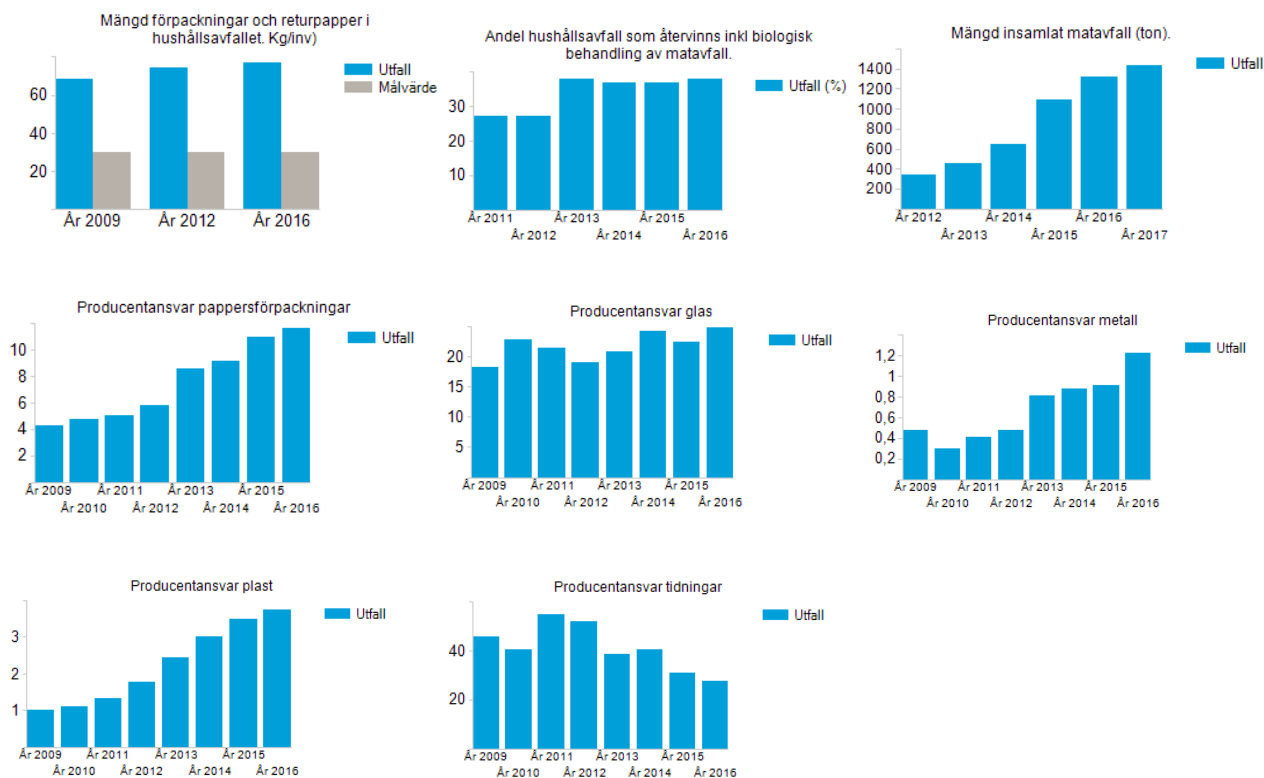 Mängd förpackningar och returpapper i
hushållsavfallet. Kg/inv)
Utfall
Målvärde
60
40
20
År 2009 År 2012 År 2016
Andel hushållsavfall som återvinns inkl biologisk
behandling av matavfall.
Utfall (%)
30
20
10
År 2011 År 2013 År 2015
År 2012 År 2014 År 2016
Mängd insamlat matavfall (ton).
Utfall
1400
1200
1000
800
600
400
200
År 2012 År 2014 År 2016
År 2013 År 2015 År 2017
Producentansvar pappersförpackningar
Utfall
10
8
6
4
2
År 2009 År 2011 År 2013 År 2015
År 2010 År 2012 År 2014 År 2016
Producentansvar glas
Utfall
20
15
10
5
År 2009 År 2011 År 2013 År 2015
År 2010 År 2012 År 2014 År 2016
Producentansvar metall
Utfall
1,2
1
0,8
0,6
0,4
0,2
År 2009 År 2011 År 2013 År 2015
År 2010 År 2012 År 2014 År 2016
Producentansvar plast
Utfall
3
2
1
År 2009 År 2011 År 2013 År 2015
År 2010 År 2012 År 2014 År 2016
Producentansvar tidningar
Utfall
40
20
År 2009 År 2011 År 2013 År 2015
År 2010 År 2012 År 2014 År 2016